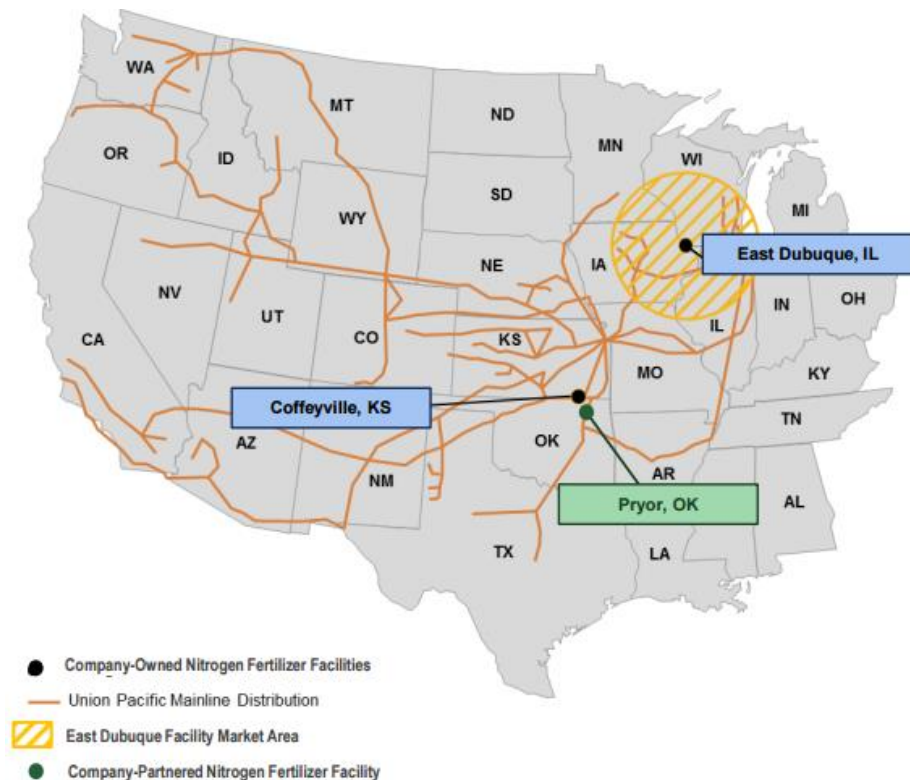 WA
MT
ND
MN
OR
ID
SD
WI
MI
WY
East Dubuque, IL
NE
IA
NV
IN
OH
UT
IL
CA
CO
KS
MO
KY
Coffeyville, KS
TN
AZ
OK
AR
NM
Pryor, OK
AL
TX
LA
Company-Owned Nitrogen Fertilizer Facilities
Union Pacific Mainline Distribution
East Dubuque Facility Market Area
Company-Partnered Nitrogen Fertilizer Facility